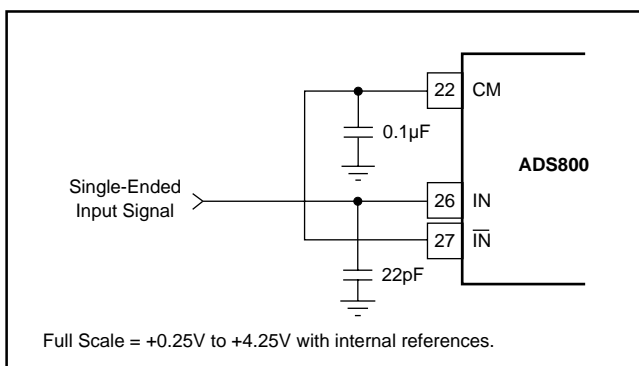 22 CM
0.1µF
ADS800
Single-Ended
Input Signal
26 IN
27 I̅N̅
22pF
Full Scale = +0.25V to +4.25V with internal references.